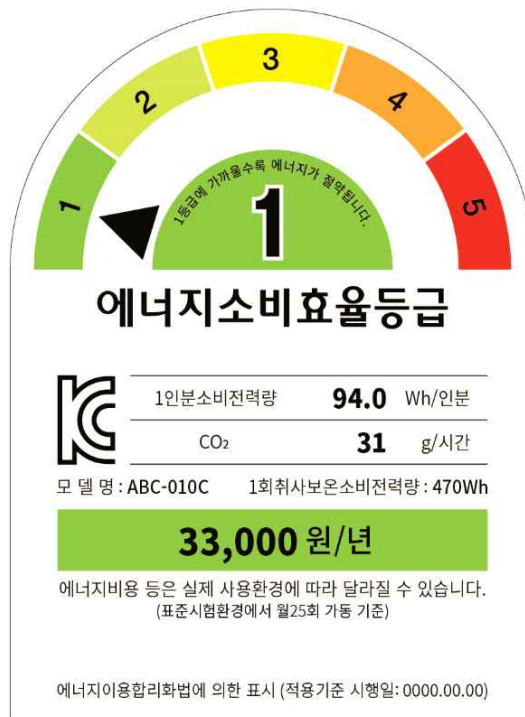 1
2
3
4
5
1등급에 가까울수록 에너지가 절약됩니다.
1
에너지소비효율등급
1인분소비전력량 94.0 Wh/인분
CO₂ 31 g/시간
모 델 명 : ABC-010C 1회취사보온소비전력량 : 470Wh
33,000 원/년
에너지비용 등은 실제 사용환경에 따라 달라질 수 있습니다.
(표준시험환경에서 월25회 가동 기준)
에너지이용합리화법에 의한 표시 (적용기준 시행일: 0000.00.00)